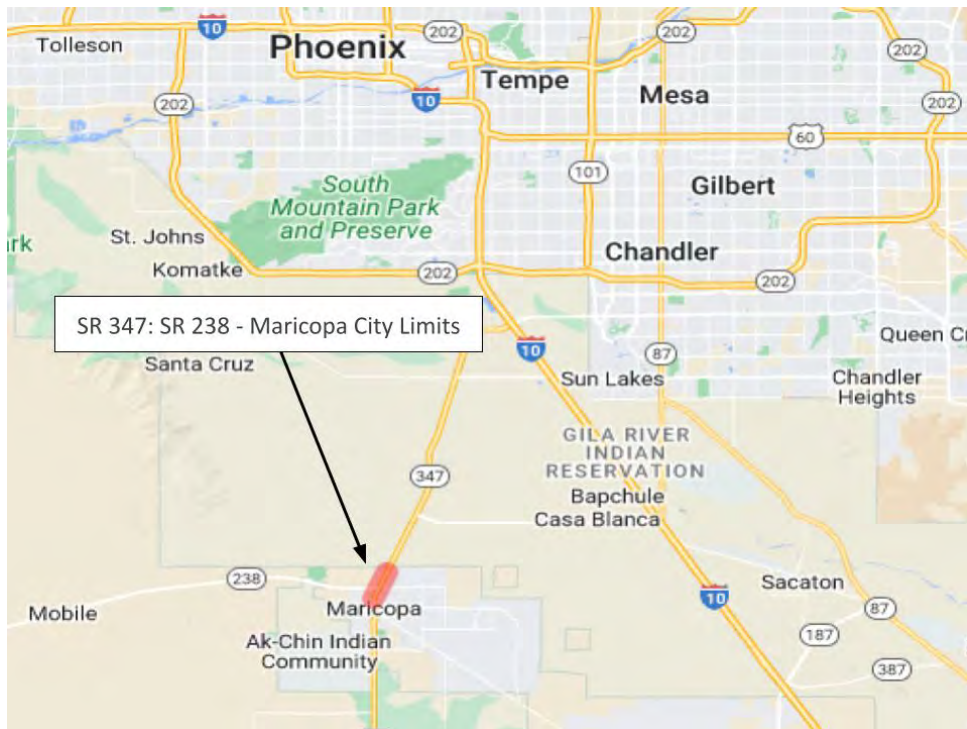 10
202
Tolleson
Phoenix
202
202
Tempe
Mesa
202
10
202
60
101
South
Mountain Park
and Preserve
Gilbert
rk
St. Johns
Komatke
202
Chandler
202
SR 347: SR 238 - Maricopa City Limits
10
87
Queen C
Santa Cruz
Sun Lakes
Chandler
Heights
GILA RIVER
INDIAN
RESERVATION
347
Bapchule
Casa Blanca
238
Sacaton
10
Mobile
Maricopa
87
187
Ak-Chin Indian
Community
387